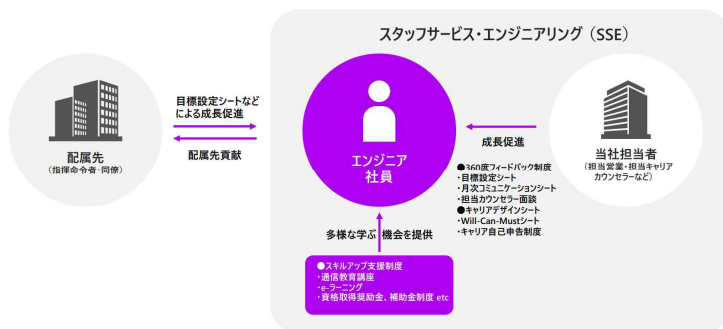 スタッフサービス・エンジニアリング（SSE）
目標設定シートなど
による成長促進
配属先貢献
配属先
（指揮命令者・同僚）
エンジニア
社員
成長促進
当社担当者
（担当営業・担当キャリア
カウンセラーなど）
●360度フィードバック制度
・目標設定シート
・月次コミュニケーションシート
・担当カウンセラー面談
●キャリアデザインシート
・Will-Can-Mustシート
・キャリア自己申告制度
多様な学ぶ 機会を提供
●スキルアップ支援制度
・通信教育講座
・e-ラーニング
・資格取得奨励金、補助金制度 etc